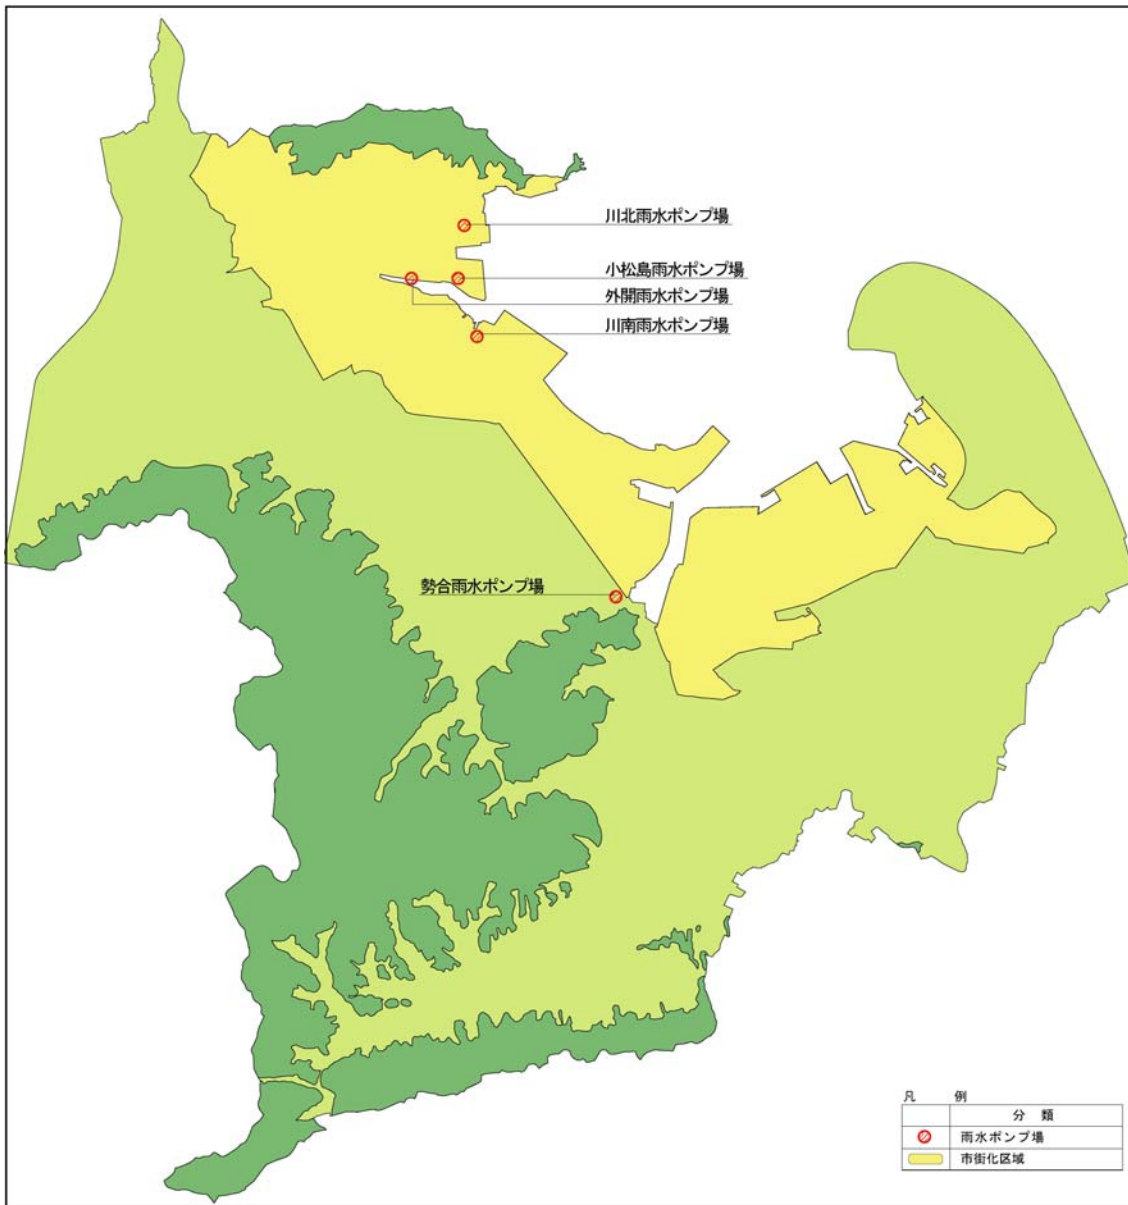 川北雨水ポンプ場
小松島雨水ポンプ場
外開雨水ポンプ場
川南雨水ポンプ場
勢合雨水ポンプ場
凡 例
分 類
雨水ポンプ場
市街化区域